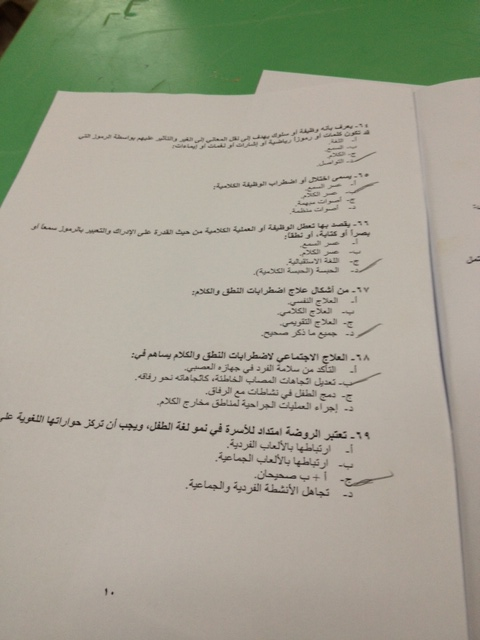 ٦٤- يعرف بأنه وظيفة أو سلوك يهدف إلى نقل المعاني إلى الغير والتأثير عليهم بواسطة الرموز التي
قد تكون كلمات أو رموزاً رياضية أو إشارات أو نغمات أو إيماءات:
أ- اللغة.
ب- السمع.
ج- الكلام.
د- التواصل.
٦٥- يسمى اختلال أو اضطراب الوظيفة الكلامية:
أ- عسر السمع.
ب- عسر الكلام.
ج- أصوات مبهمة.
د- أصوات منظمة.
٦٦- يقصد بها تعطل الوظيفة أو العملية الكلامية من حيث القدرة على الإدراك والتعبير بالرموز سمعاً أو
بصراً أو كتابة، أو نطقاً:
أ- عسر السمع.
ب- عسر الكلام.
ج- اللغة الاستقبالية.
د- الحبسة (الحبسة الكلامية).
٦٧- من أشكال علاج اضطرابات النطق والكلام:
أ- العلاج النفسي.
ب- العلاج الكلامي.
ج- العلاج التقويمي.
د- جميع ما ذكر صحيح.
٦٨- العلاج الاجتماعي لاضطرابات النطق والكلام يساهم في:
أ- التأكد من سلامة الفرد في جهازه العصبي.
ب- تعديل اتجاهات المصاب الخاطئة، كاتجاهاته نحو رفاقه.
ج- دمج الطفل في نشاطات مع الرفاق.
د- إجراء العمليات الجراحية لمناطق مخارج الكلام.
٦٩- تعتبر الروضة امتداد للأسرة في نمو لغة الطفل، ويجب أن تركز حواراتها اللغوية على
أ- ارتباطها بالألعاب الفردية.
ب- ارتباطها بالألعاب الجماعية.
ج- أ + ب صحيحان.
د- تجاهل الأنشطة الفردية والجماعية.
١٠